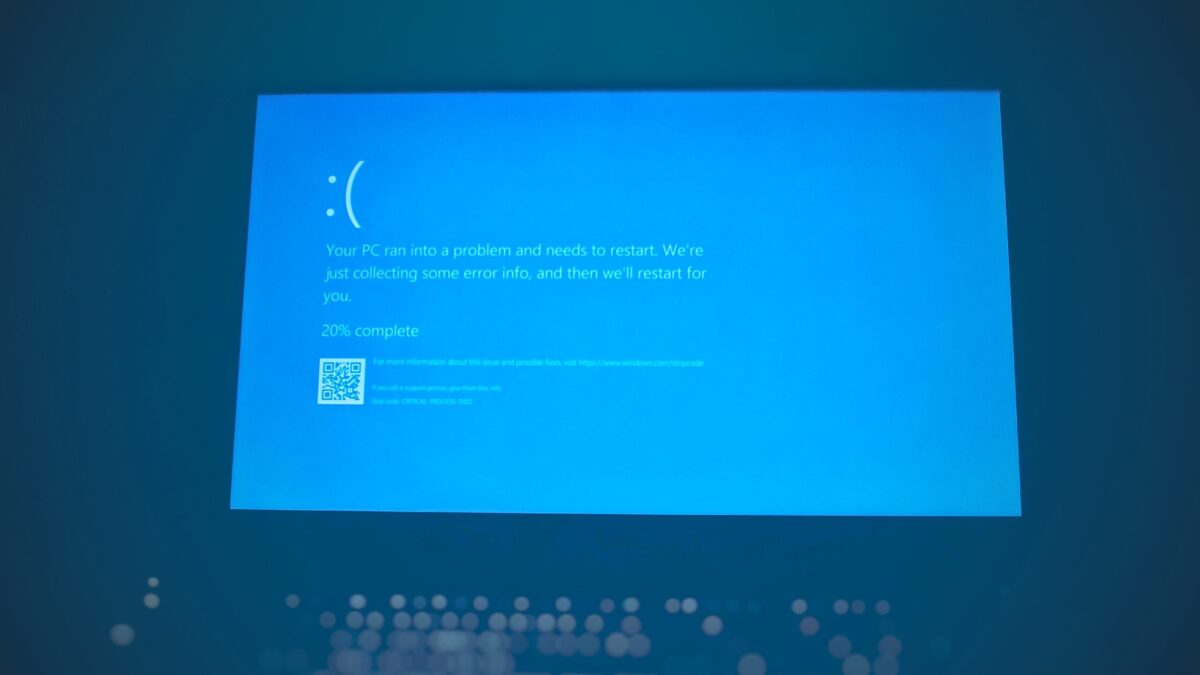 :(
Your PC ran into a problem and needs to restart. We're
just collecting some error info, and then we'll restart for
you.
20% complete
For more information about this issue and possible fixes, visit https://www.windows.com/stopcode
If you call a support person, give them this info:
Stop code: CRITICAL PROCESS DIED